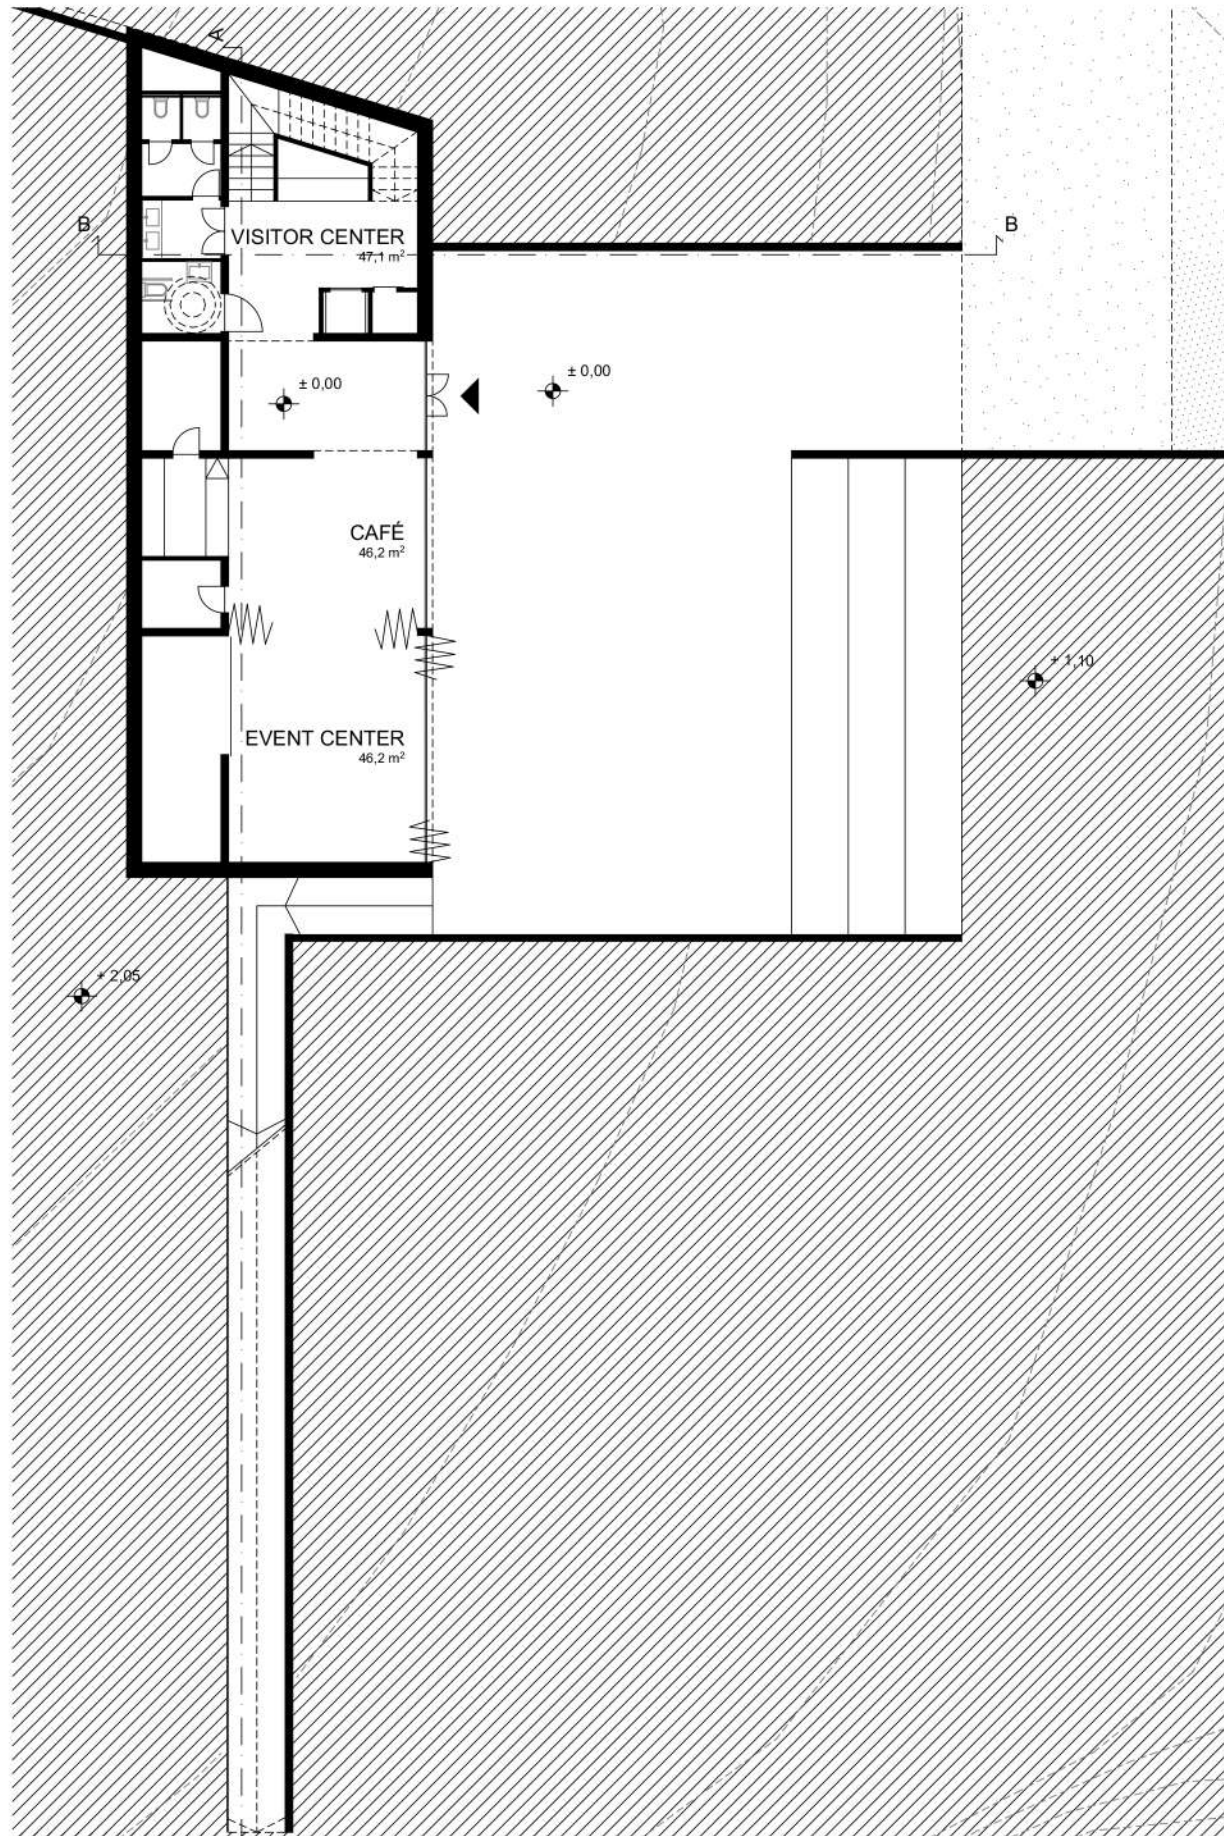 A
B
B
VISITOR CENTER
47,1 m²
± 0,00
± 0,00
CAFÉ
46,2 m²
+ 1,10
EVENT CENTER
46,2 m²
+ 2,05